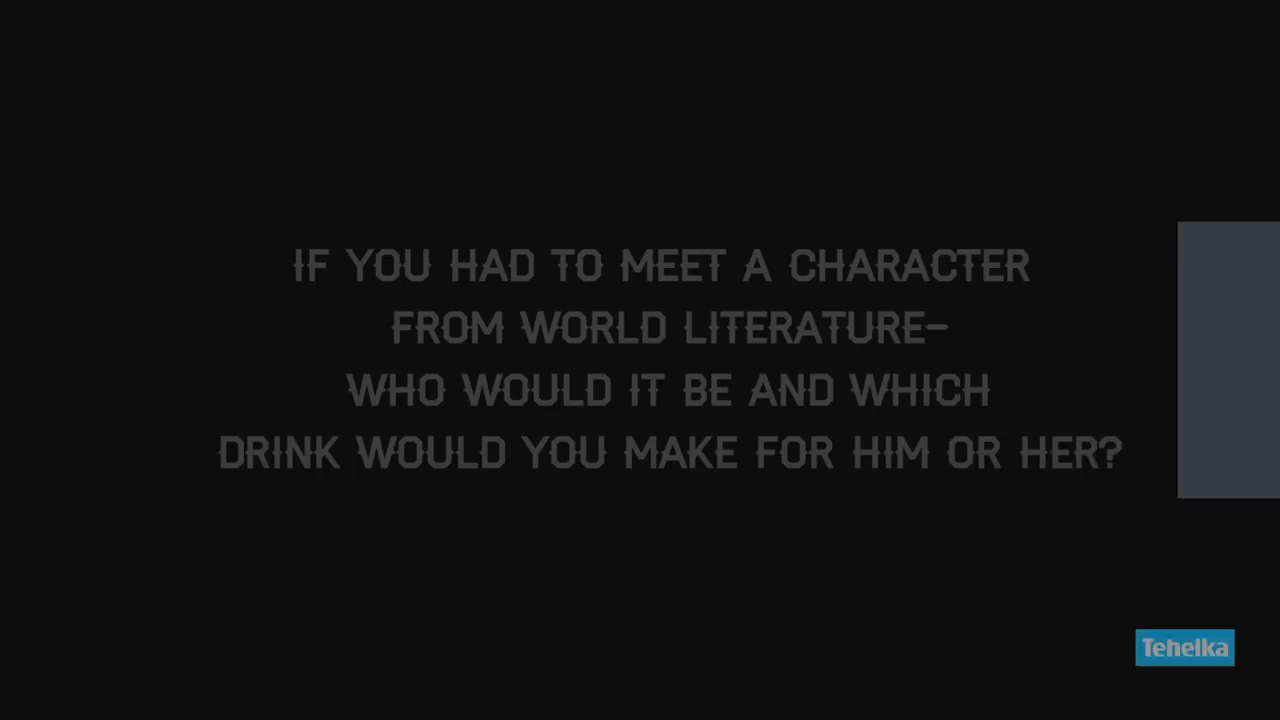 IF YOU HAD TO MEET A CHARACTER
FROM WORLD LITERATURE-
WHO WOULD IT BE AND WHICH
DRINK WOULD YOU MAKE FOR HIM OR HER?
Tehelka